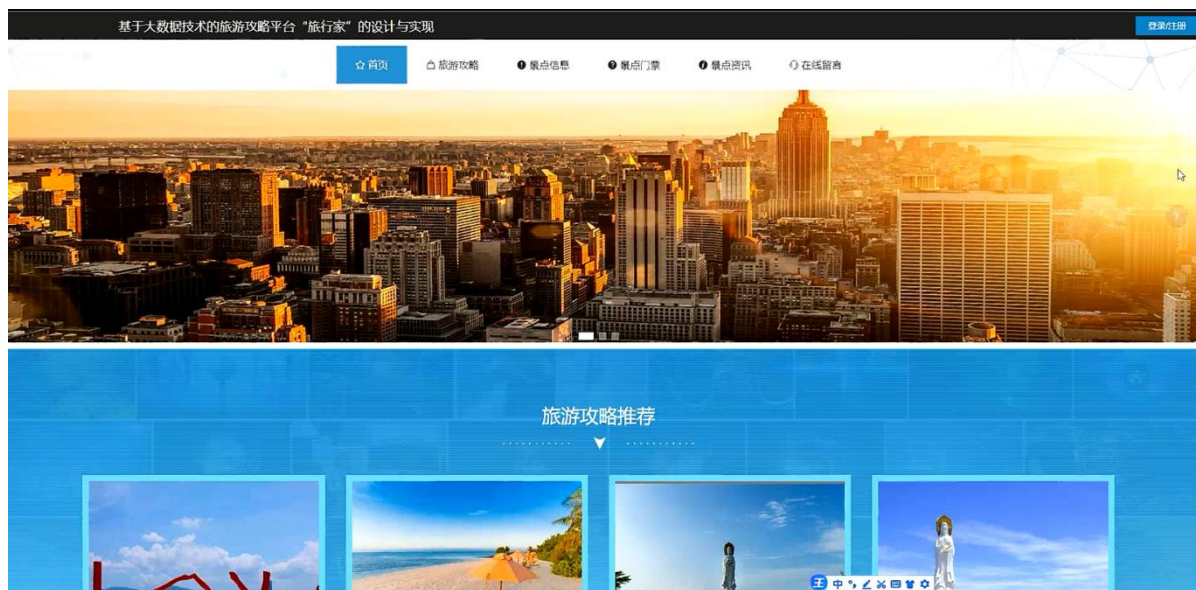 基于大数据技术的旅游攻略平台“旅行家”的设计与实现
登录/注册
首页 旅游攻略 景点信息 景点门票 景点资讯 在线留言
旅游攻略推荐
王 中